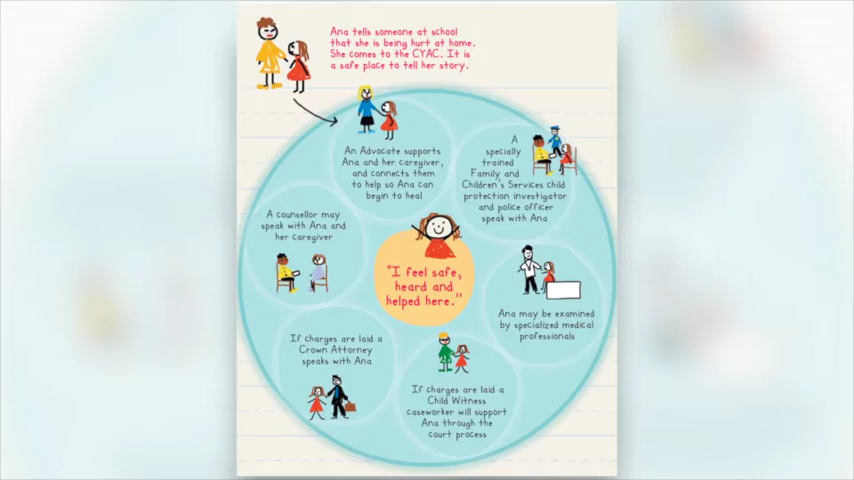 Ana tells someone at school
that she is being hurt at home.
She comes to the CYAC. It is
a safe place to tell her story.
An Advocate supports
Ana and her caregiver,
and connects them
to help so Ana can
begin to heal
A
specially
trained
Family and
Children's Services child
protection investigator
and police officer
speak with Ana
A counsellor may
speak with Ana and
her caregiver
"I feel safe,
heard and
helped here."
Ana may be examined
by specialized medical
professionals
If charges are laid a
Crown Attorney
speaks with Ana
If charges are laid a
Child Witness
caseworker will support
Ana through the
court process